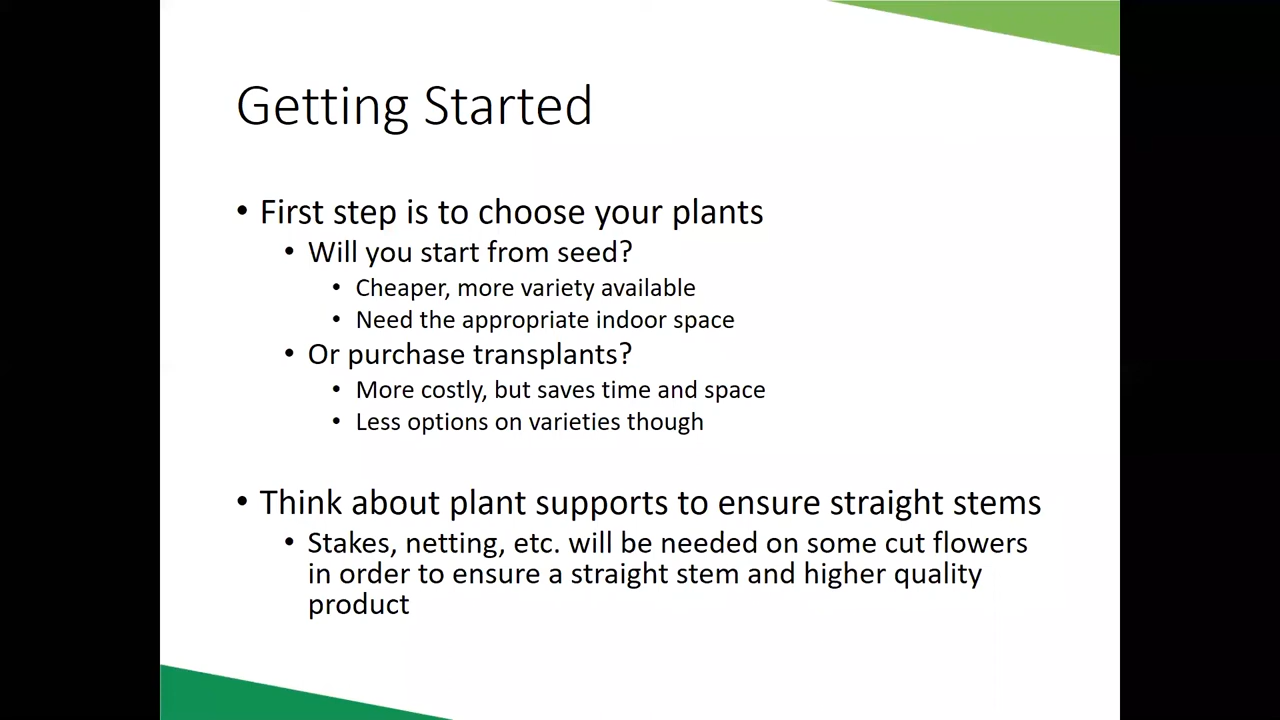 Getting Started
• First step is to choose your plants
• Will you start from seed?
• Cheaper, more variety available
• Need the appropriate indoor space
• Or purchase transplants?
• More costly, but saves time and space
• Less options on varieties though
• Think about plant supports to ensure straight stems
• Stakes, netting, etc. will be needed on some cut flowers
in order to ensure a straight stem and higher quality
product